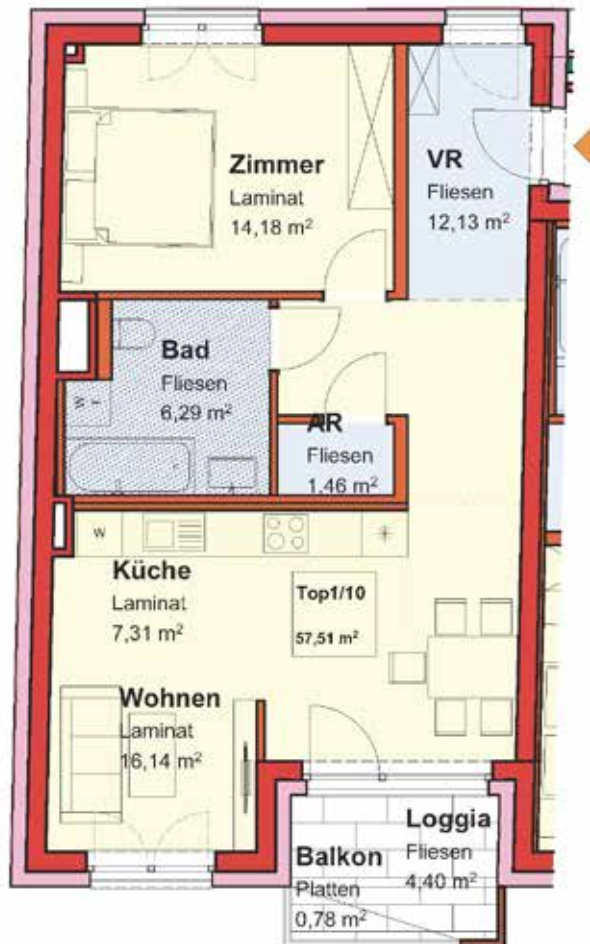 Zimmer
Laminat
14,18 m²
VR
Fliesen
12,13 m²
Bad
Fliesen
6,29 m²
W
T
AR
Fliesen
1,46 m²
W
Küche
Laminat
7,31 m²
Top1/10
57,51 m²
Wohnen
Laminat
16,14 m²
Loggia
Fliesen
4,40 m²
Balkon
Platten
0,78 m²